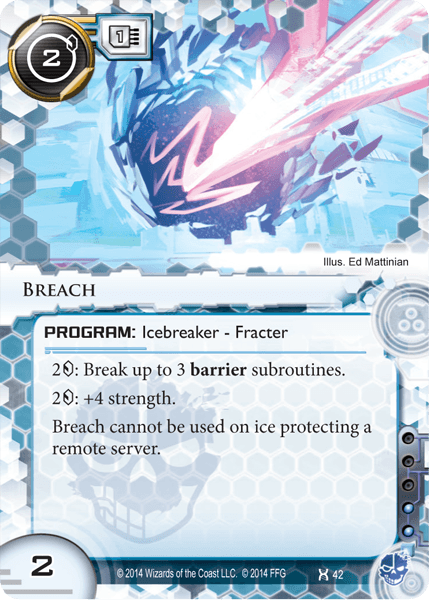 2
1
Illus. Ed Mattinian
BREACH
PROGRAM: Icebreaker - Fracter
2: Break up to 3 barrier subroutines.
2: +4 strength.
Breach cannot be used on ice protecting a
remote server.
2
© 2014 Wizards of the Coast LLC. © 2014 FFG 42